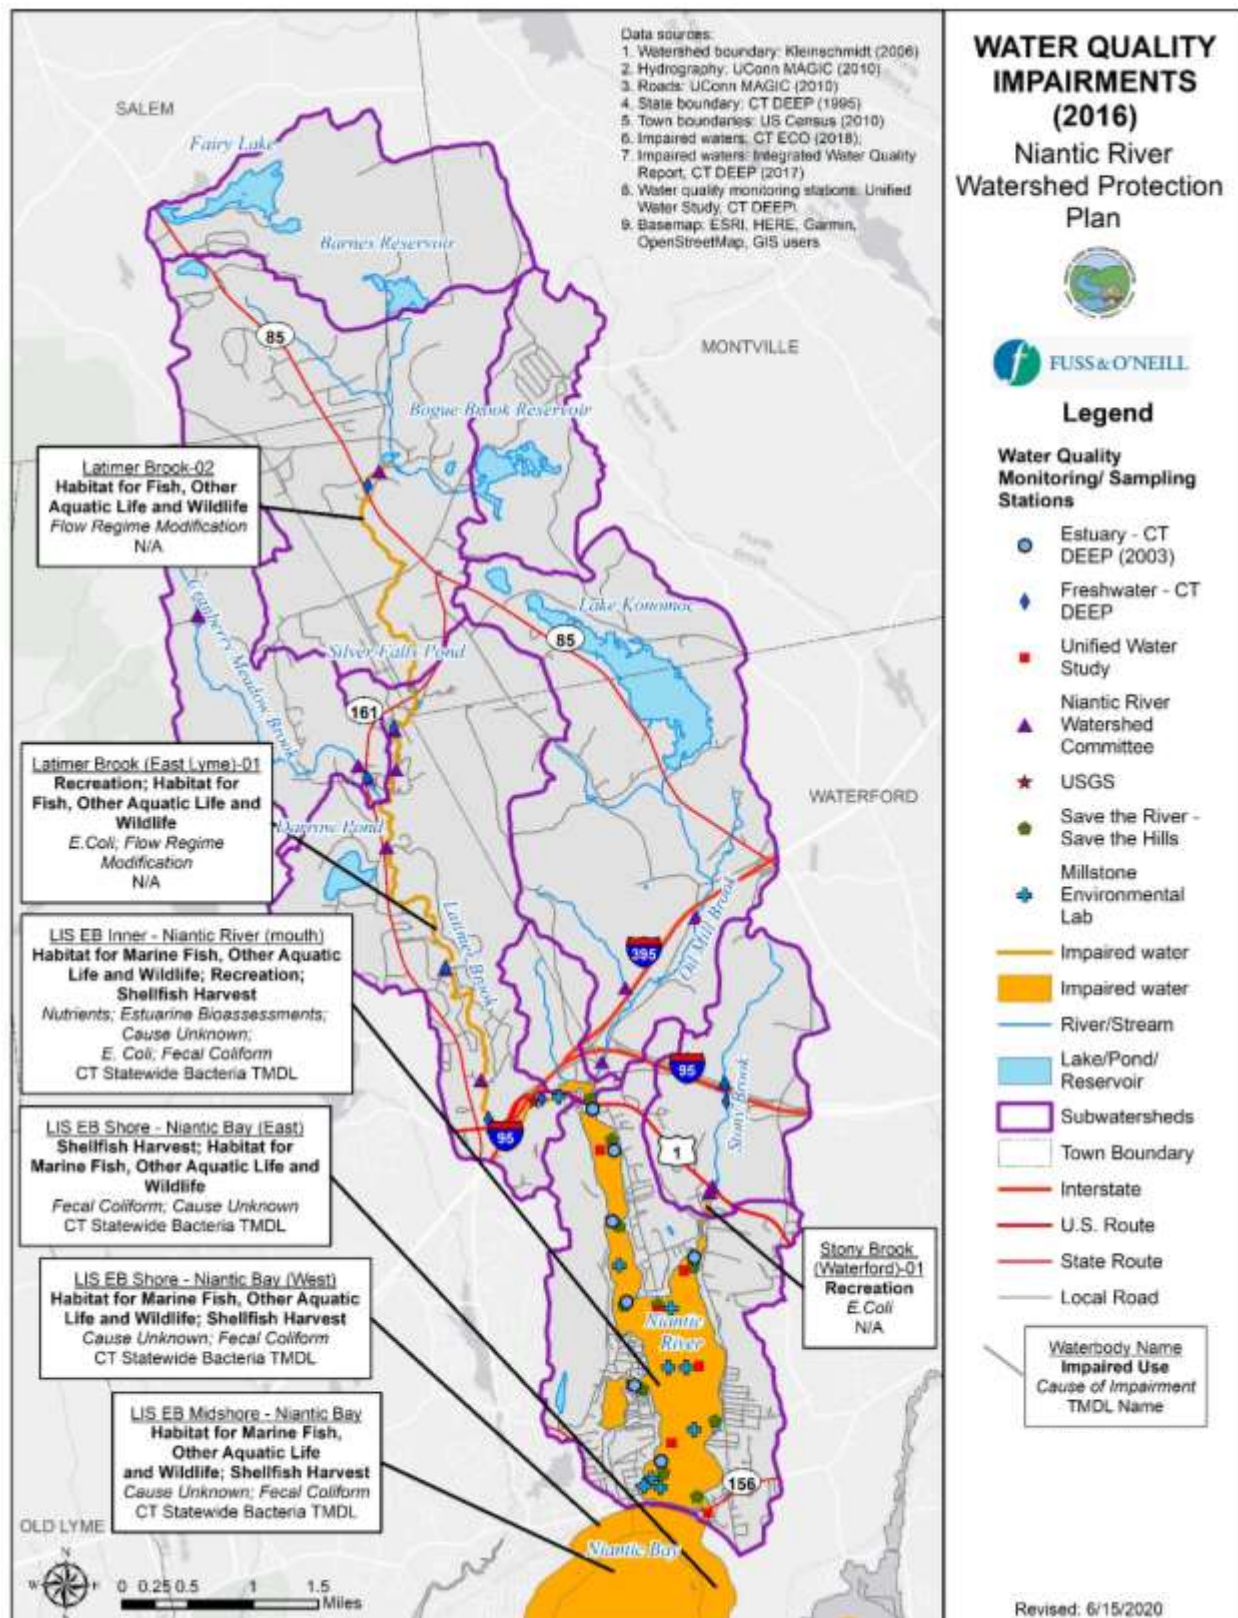 Data sources:
1. Watershed boundary: Kleinschmidt (2006)
2. Hydrography: UConn MAGIC (2010)
3. Roads: UConn MAGIC (2010)
4. State boundary: CT DEEP (1995)
5. Town boundaries: US Census (2010)
6. Impaired waters: CT ECO (2018);
7. Impaired waters: Integrated Water Quality
Report, CT DEEP (2017)
8. Water quality monitoring stations: Unified
Water Study, CT DEEP\
9. Basemap: ESRI, HERE, Garmin,
OpenStreetMap, GIS users
SALEM
Fairy Lake
Barnes Reservoir
85
MONTVILLE
Bogue Brook Reservoir
Latimer Brook-02
Habitat for Fish, Other
Aquatic Life and Wildlife
Flow Regime Modification
N/A
Cranberry Meadow Brook
Lake Konomoc
85
Silver Falls Pond
161
WATERFORD
Latimer Brook (East Lyme)-01
Recreation; Habitat for
Fish, Other Aquatic Life and
Wildlife
E.Coli; Flow Regime
Modification
N/A
Darrow Pond
Latimer Brook
Oil Mill Brook
395
LIS EB Inner - Niantic River (mouth)
Habitat for Marine Fish, Other Aquatic
Life and Wildlife; Recreation;
Shellfish Harvest
Nutrients; Estuarine Bioassessments;
Cause Unknown;
E. Coli; Fecal Coliform
CT Statewide Bacteria TMDL
95
Stony Brook
95
1
LIS EB Shore - Niantic Bay (East)
Shellfish Harvest; Habitat for
Marine Fish, Other Aquatic Life and
Wildlife
Fecal Coliform; Cause Unknown
CT Statewide Bacteria TMDL
Stony Brook
(Waterford)-01
Recreation
E.Coli
N/A
LIS EB Shore - Niantic Bay (West)
Habitat for Marine Fish, Other Aquatic
Life and Wildlife; Shellfish Harvest
Cause Unknown; Fecal Coliform
CT Statewide Bacteria TMDL
Niantic
River
LIS EB Midshore - Niantic Bay
Habitat for Marine Fish,
Other Aquatic Life
and Wildlife; Shellfish Harvest
Cause Unknown; Fecal Coliform
CT Statewide Bacteria TMDL
156
OLD LYME
Niantic Bay
N
W E
S
0 0.25 0.5 1 1.5
Miles
WATER QUALITY
IMPAIRMENTS
(2016)
Niantic River
Watershed Protection
Plan
FUSS & O'NEILL
Legend
Water Quality
Monitoring/ Sampling
Stations
Estuary - CT
DEEP (2003)
Freshwater - CT
DEEP
Unified Water
Study
Niantic River
Watershed
Committee
USGS
Save the River -
Save the Hills
Millstone
Environmental
Lab
Impaired water
Impaired water
River/Stream
Lake/Pond/
Reservoir
Subwatersheds
Town Boundary
Interstate
U.S. Route
State Route
Local Road
Waterbody Name
Impaired Use
Cause of Impairment
TMDL Name
Revised: 6/15/2020